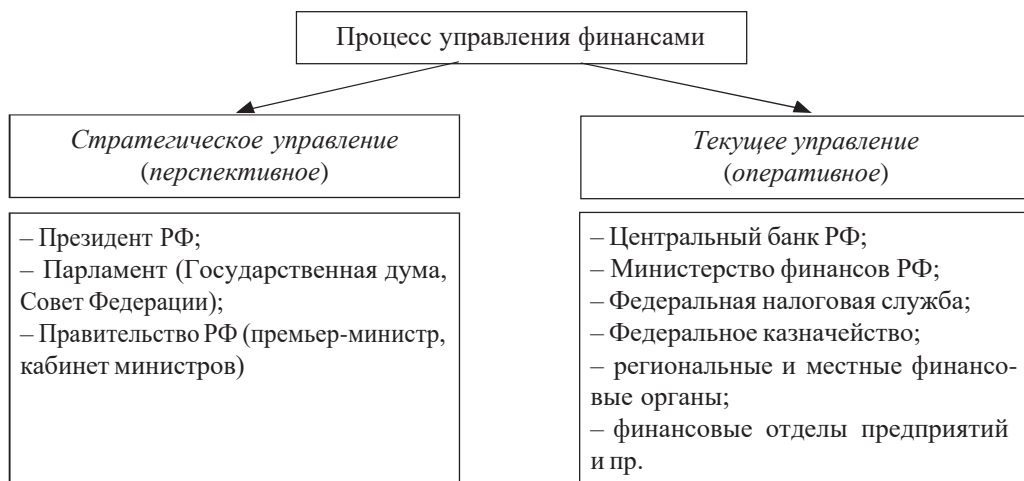 Процесс управления финансами
Стратегическое управление
(перспективное)
Текущее управление
(оперативное)
– Президент РФ;
– Парламент (Государственная дума,
Совет Федерации);
– Правительство РФ (премьер-министр,
кабинет министров)
– Центральный банк РФ;
– Министерство финансов РФ;
– Федеральная налоговая служба;
– Федеральное казначейство;
– региональные и местные финансо-
вые органы;
– финансовые отделы предприятий
и пр.